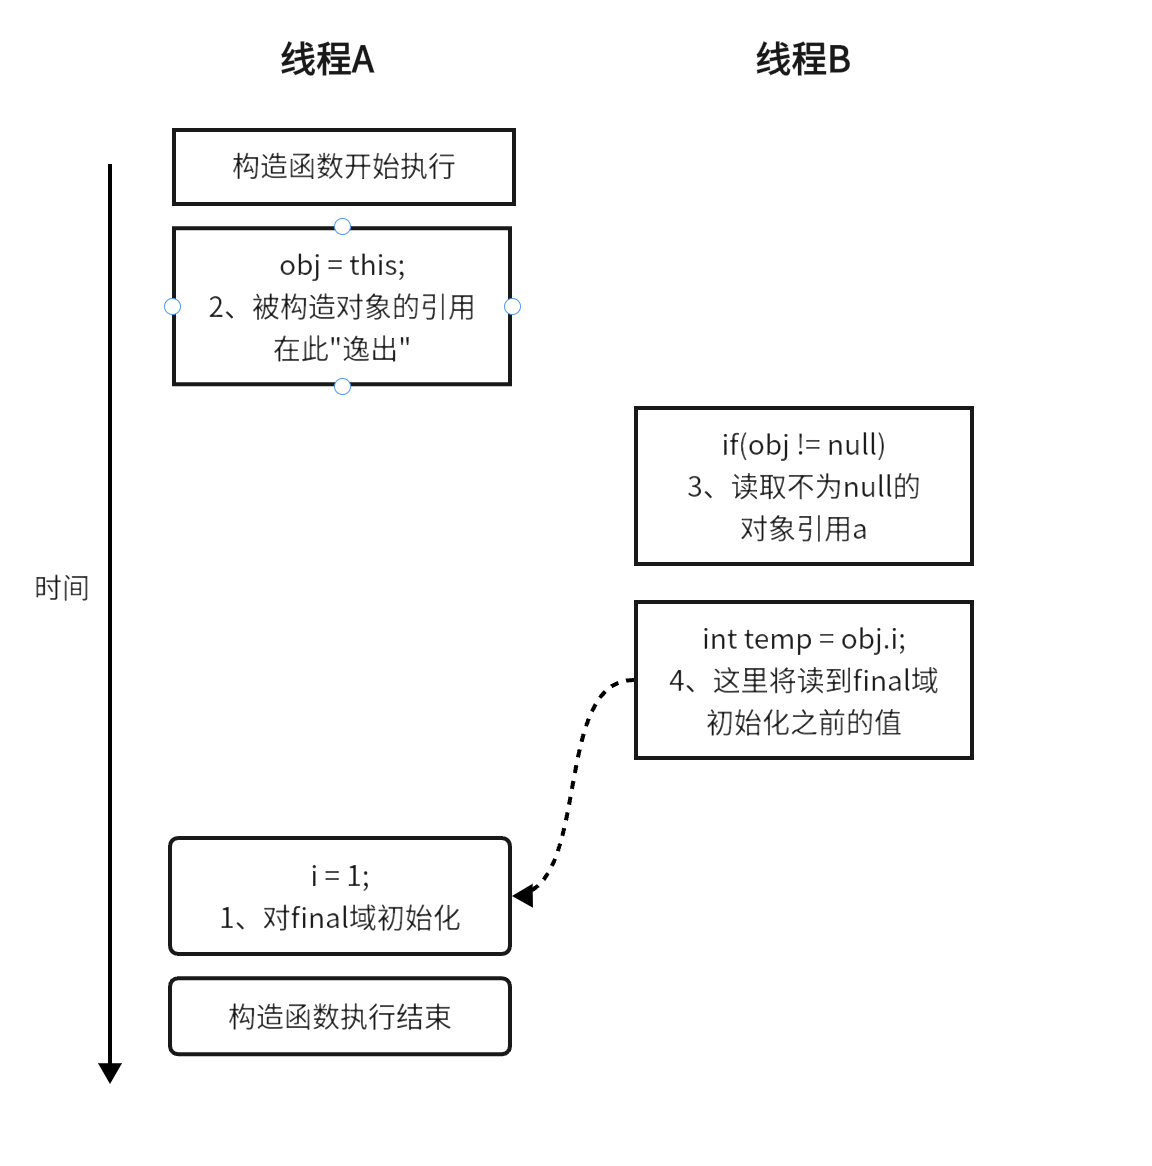 线程A
线程B
构造函数开始执行
obj = this;
2、被构造对象的引用
在此"逸出"
if(obj != null)
3、读取不为null的
对象引用a
时间
int temp = obj.i;
4、这里将读到final域
初始化之前的值
i = 1;
1、对final域初始化
构造函数执行结束